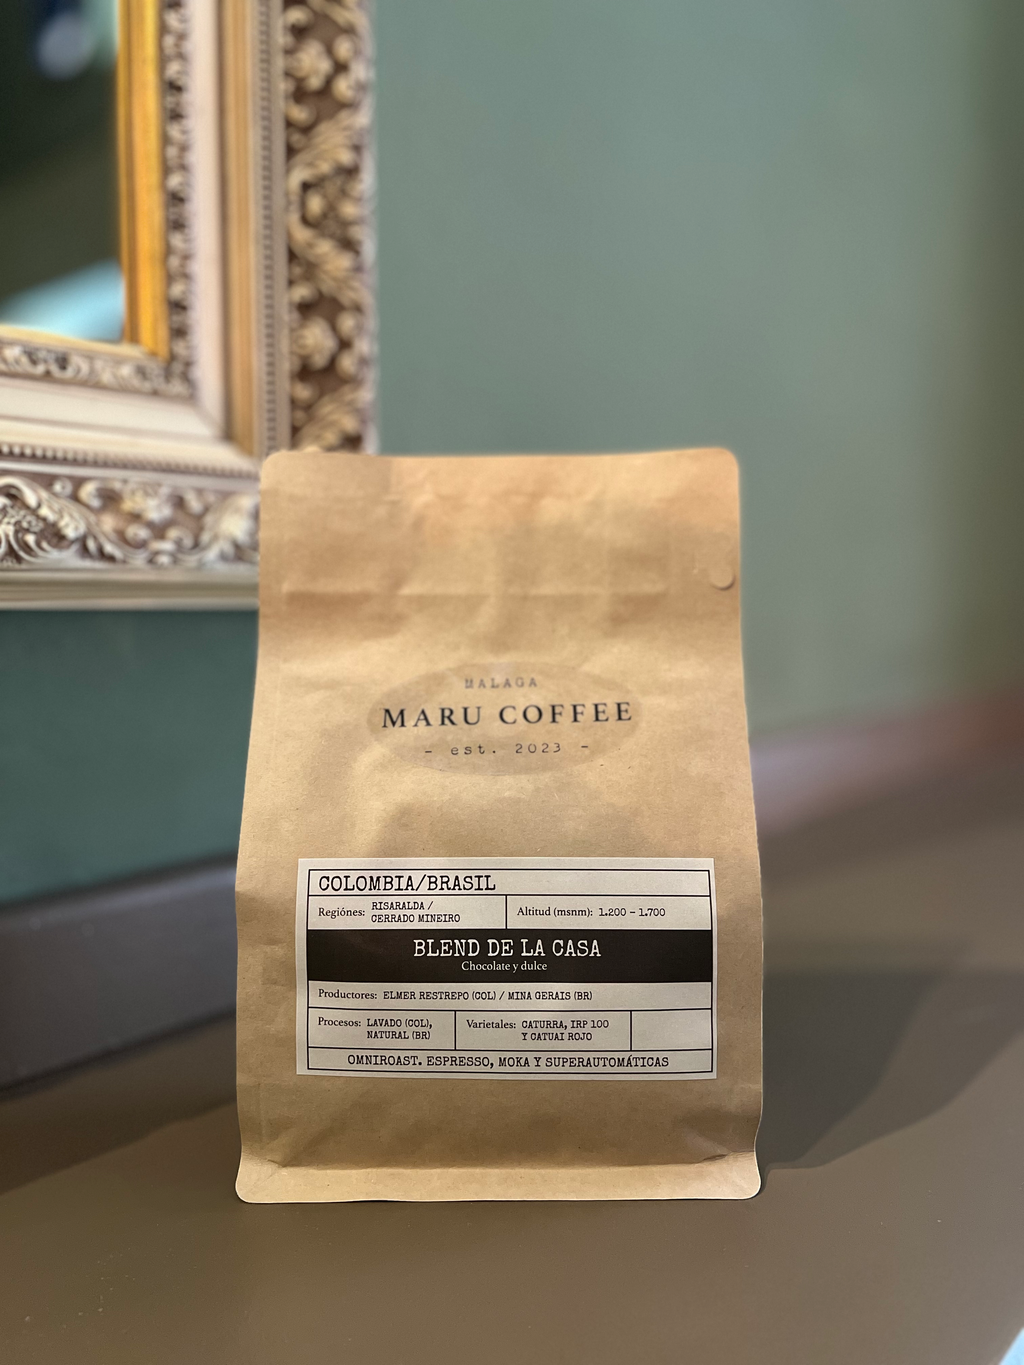 MALAGA
MARU COFFEE
- est. 2023 -
COLOMBIA/BRASIL
Regiónes: RISARALDA /
CERRADO MINEIRO
Altitud (msnm): 1.200 - 1.700
BLEND DE LA CASA
Chocolate y dulce
Productores: ELMER RESTREPO (COL) / MINA GERAIS (BR)
Procesos: LAVADO (COL),
NATURAL (BR)
Varietales: CATURRA, IRP 100
Y CATUAI ROJO
OMNIROAST. ESPRESSO, MOKA Y SUPERAUTOMÁTICAS